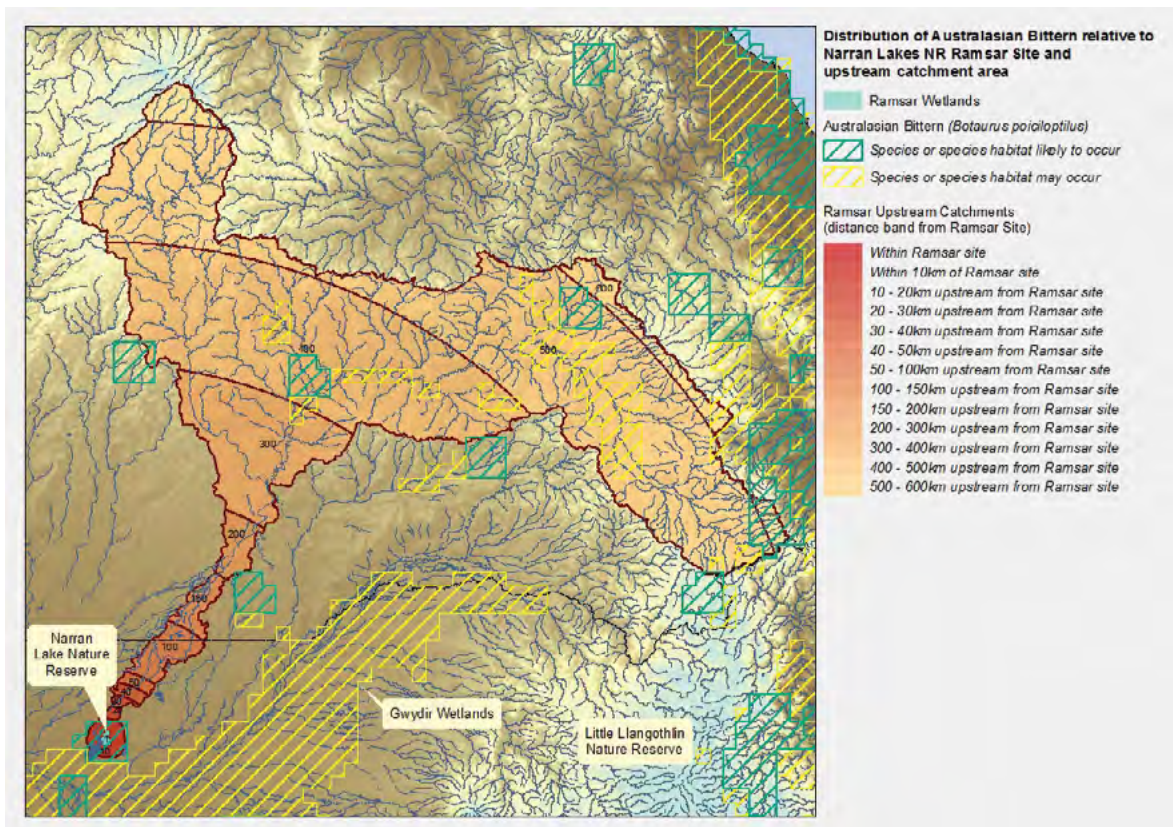 Distribution of Australasian Bittern relative to
Narran Lakes NR Ramsar Site and
upstream catchment area
Ramsar Wetlands
Australasian Bittern (Botaurus poiciloptilus)
Species or species habitat likely to occur
Species or species habitat may occur
Ramsar Upstream Catchments
(distance band from Ramsar Site)
Within Ramsar site
Within 10km of Ramsar site
10 - 20km upstream from Ramsar site
20 - 30km upstream from Ramsar site
30 - 40km upstream from Ramsar site
40 - 50km upstream from Ramsar site
50 - 100km upstream from Ramsar site
100 - 150km upstream from Ramsar site
150 - 200km upstream from Ramsar site
200 - 300km upstream from Ramsar site
300 - 400km upstream from Ramsar site
400 - 500km upstream from Ramsar site
500 - 600km upstream from Ramsar site
600
500
400
300
200
150
100
50
Narran
Lake Nature
Reserve
Gwydir Wetlands
Little Llangothlin
Nature Reserve